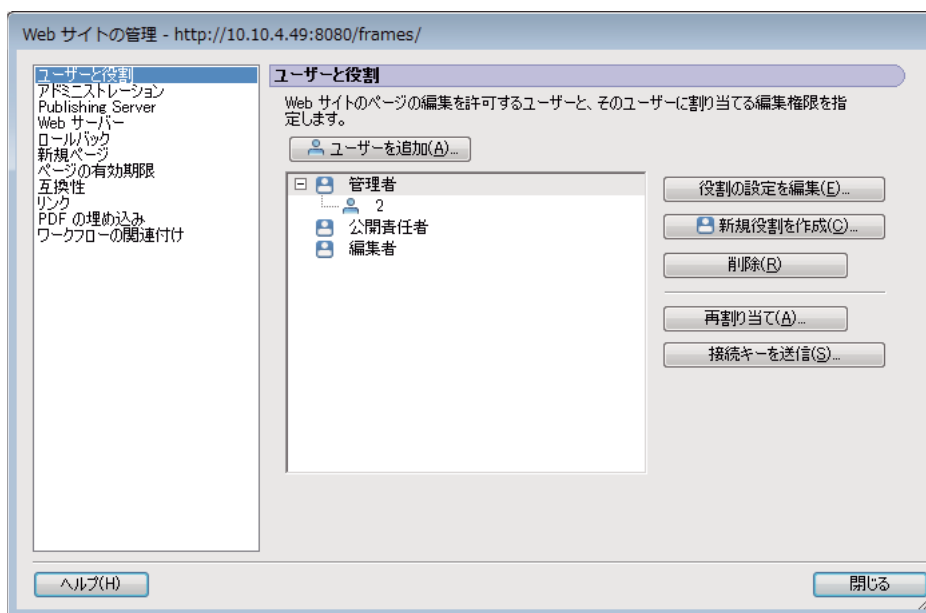 Web サイトの管理 - http://10.10.4.49:8080/frames/
ユーザーと役割
アドミニストレーション
Publishing Server
Web サーバー
ロールバック
新規ページ
ページの有効期限
互換性
リンク
PDF の埋め込み
ワークフローの関連付け
ユーザーと役割
Web サイトのページの編集を許可するユーザーと、そのユーザーに割り当てる編集権限を指
定します。
ユーザーを追加(A)...
管理者
2
公開責任者
編集者
役割の設定を編集(E)...
新規役割を作成(C)...
削除(R)
再割り当て(A)...
接続キーを送信(S)...
ヘルプ(H)
閉じる